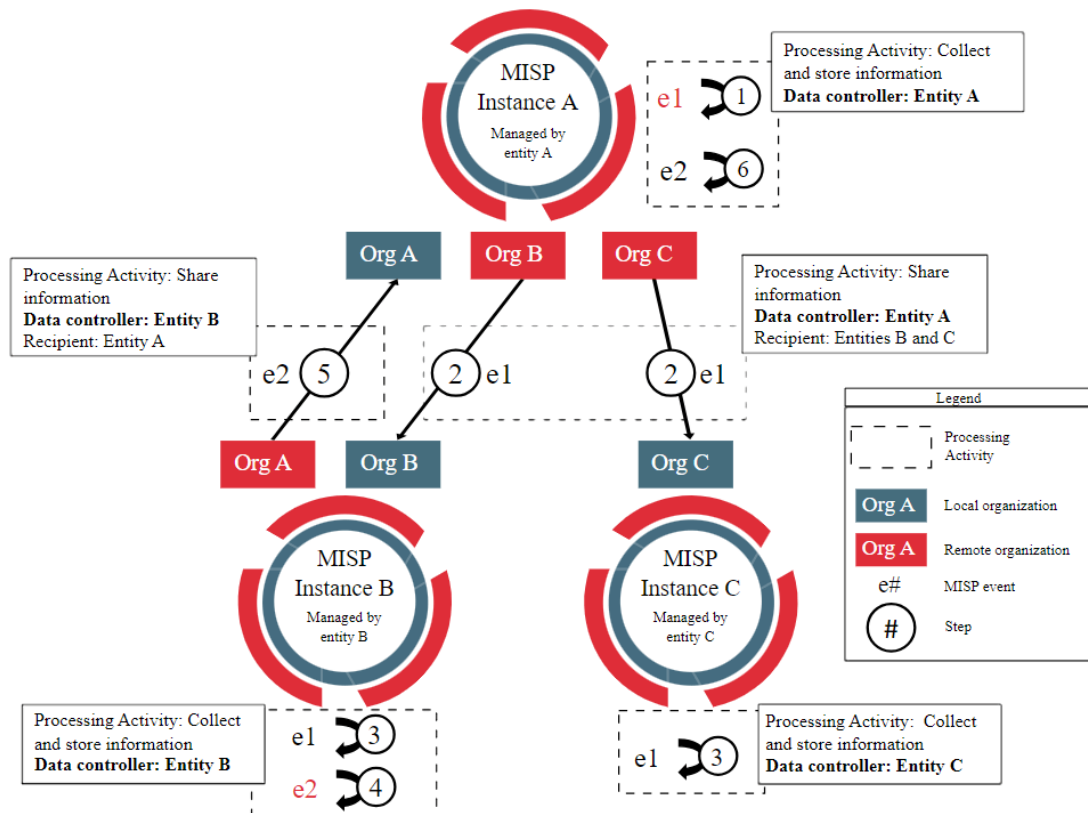 MISP
Instance A
Managed by
entity A
e1
1
e2
6
Processing Activity: Collect
and store information
Data controller: Entity A
Org A
Org B
Org C
Processing Activity: Share
information
Data controller: Entity B
Recipient: Entity A
Processing Activity: Share
information
Data controller: Entity A
Recipient: Entities B and C
e2
5
2
e1
2
e1
Org A
Org B
Org C
Legend
Processing
Activity
Org A
Local organization
Org A
Remote organization
e#
MISP event
#
Step
MISP
Instance B
Managed by
entity B
MISP
Instance C
Managed by
entity C
Processing Activity: Collect
and store information
Data controller: Entity B
e1
3
e2
4
e1
3
Processing Activity: Collect
and store information
Data controller: Entity C